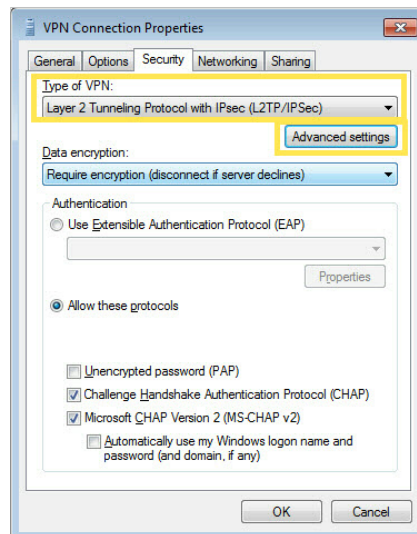 VPN Connection Properties
General Options Security Networking Sharing
Type of VPN:
Layer 2 Tunneling Protocol with IPsec (L2TP/IPSec)
Advanced settings
Data encryption:
Require encryption (disconnect if server declines)
Authentication
Use Extensible Authentication Protocol (EAP)
Properties
Allow these protocols
Unencrypted password (PAP)
Challenge Handshake Authentication Protocol (CHAP)
Microsoft CHAP Version 2 (MS-CHAP v2)
Automatically use my Windows logon name and
password (and domain, if any)
OK Cancel